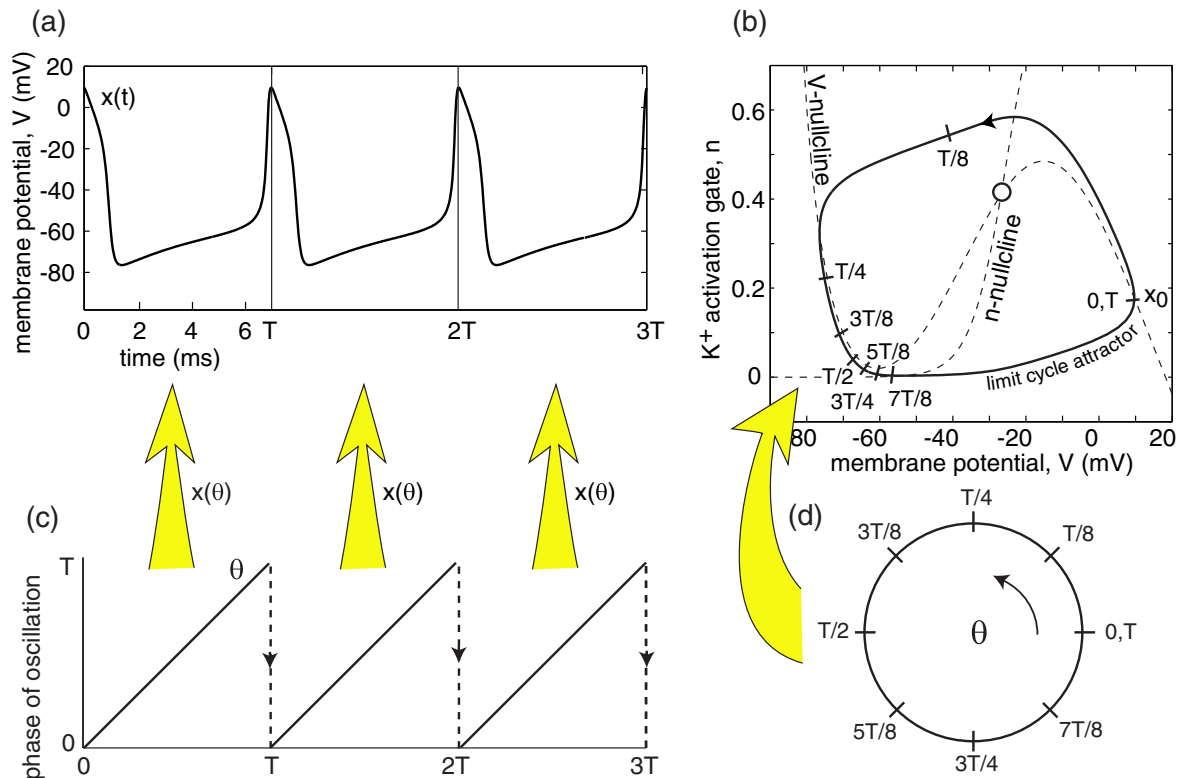 (a)
membrane potential, V (mV)
20
0
-20
-40
-60
-80
x(t)
0 2 4 6 T 2T 3T
time (ms)
x(θ) x(θ) x(θ)
(b)
K+ activation gate, n
0.6
0.4
0.2
0
V-nullcline
n-nullcline
T/8
T/4
3T/8
T/2
5T/8
3T/4
7T/8
0,T
x0
limit cycle attractor
-80 -60 -40 -20 0 20
membrane potential, V (mV)
(c)
phase of oscillation
T
0
θ
0 T 2T 3T
(d)
T/4
3T/8 T/8
T/2 θ 0,T
5T/8 7T/8
3T/4